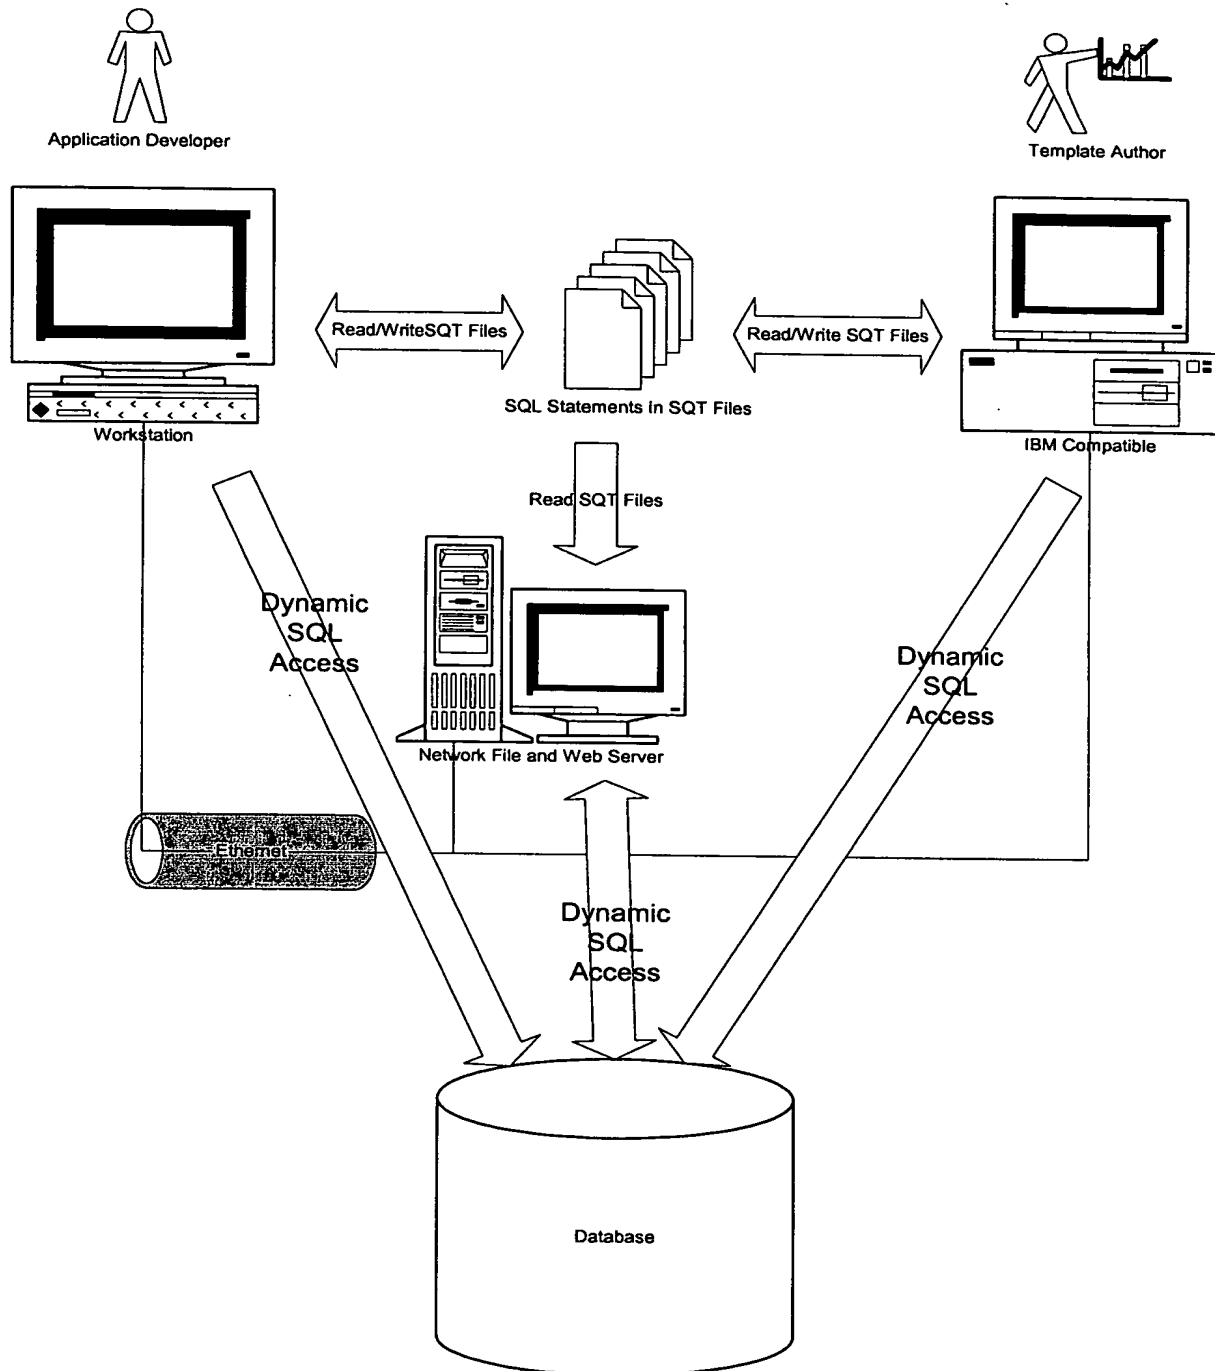 Application Developer
Template Author
Read/WriteSQT Files
Read/Write SQT Files
SQL Statements in SQT Files
Workstation
IBM Compatible
Read SQT Files
Dynamic
SQL
Access
Dynamic
SQL
Access
Network File and Web Server
Ethernet
Dynamic
SQL
Access
Database